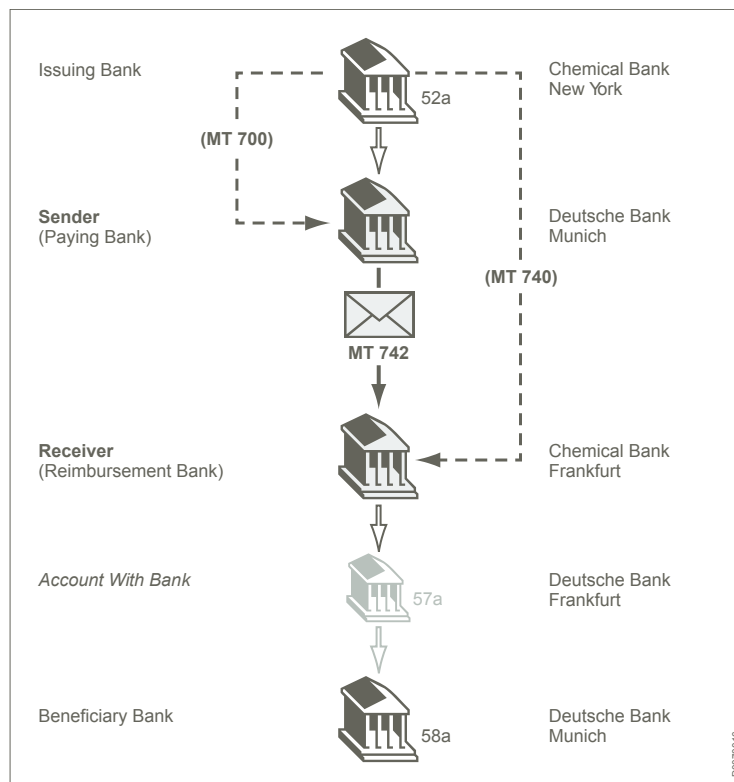 Issuing Bank
52a
Chemical Bank
New York
(MT 700)
Sender
(Paying Bank)
Deutsche Bank
Munich
(MT 740)
MT 742
Receiver
(Reimbursement Bank)
Chemical Bank
Frankfurt
Account With Bank
57a
Deutsche Bank
Frankfurt
Beneficiary Bank
58a
Deutsche Bank
Munich